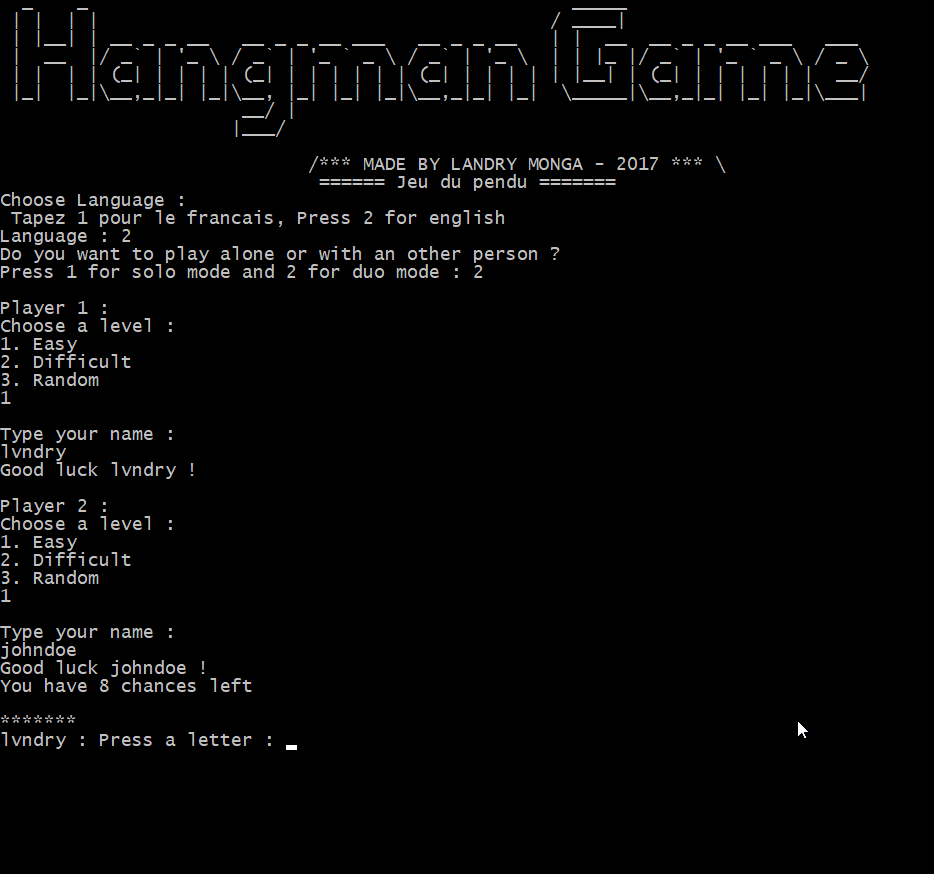 Hangman Game
/*** MADE BY LANDRY MONGA - 2017 *** \
====== Jeu du pendu =======
Choose Language :
Tapez 1 pour le francais, Press 2 for english
Language : 2
Do you want to play alone or with an other person ?
Press 1 for solo mode and 2 for duo mode : 2
Player 1 :
Choose a level :
1. Easy
2. Difficult
3. Random
1
Type your name :
lvndry
Good luck lvndry !
Player 2 :
Choose a level :
1. Easy
2. Difficult
3. Random
1
Type your name :
johndoe
Good luck johndoe !
You have 8 chances left
*******
lvndry : Press a letter :